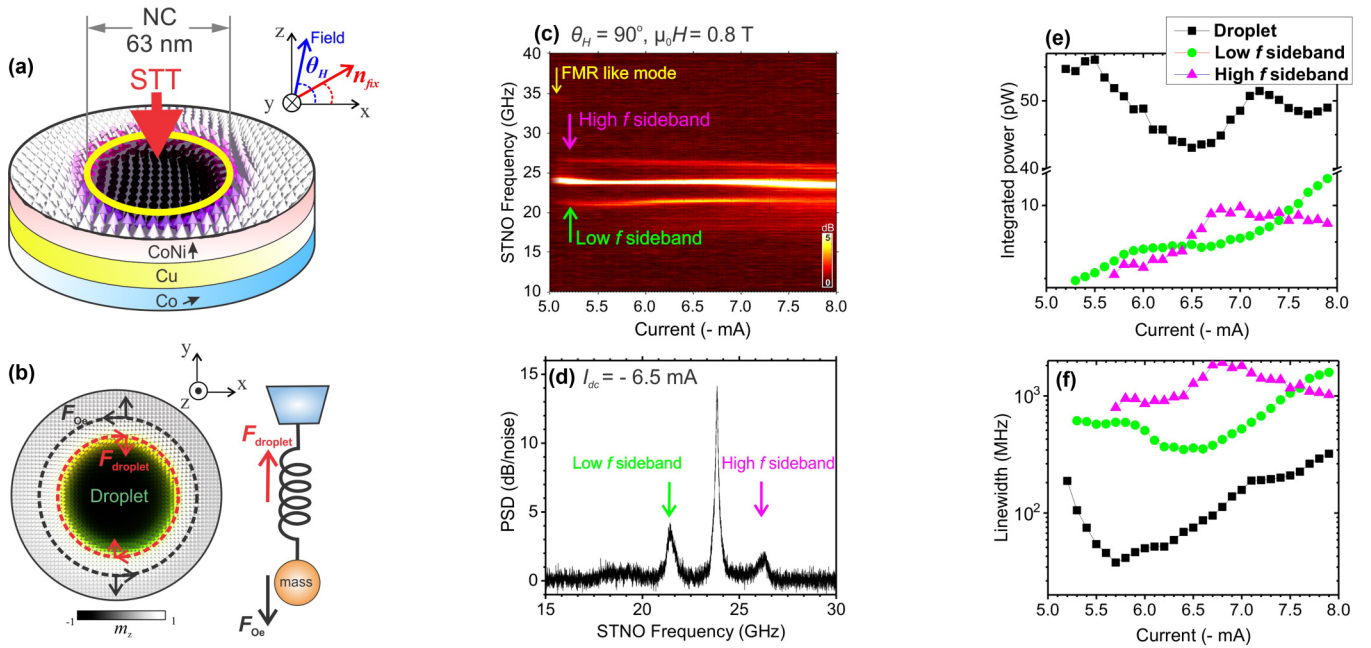 (a)
NC
63 nm
STT
z
Field
θH
nfix
y
x
CoNi
Cu
Co
(b)
y
z
x
FOe
Fdroplet
Droplet
-1
mz
1
Fdroplet
mass
FOe
(c)
θH = 90°, μ0H = 0.8 T
STNO Frequency (GHz)
40
35
30
25
20
15
10
FMR like mode
High f sideband
Low f sideband
dB
5
0
5.0 5.5 6.0 6.5 7.0 7.5 8.0
Current (- mA)
(d)
Idc = - 6.5 mA
PSD (dB/noise)
15
10
5
0
Low f sideband
High f sideband
15 20 25 30
STNO Frequency (GHz)
(e)
Droplet
Low f sideband
High f sideband
Integrated power (pW)
50
40
10
5.0 5.5 6.0 6.5 7.0 7.5 8.0
Current (- mA)
(f)
Linewidth (MHz)
10³
10²
5.0 5.5 6.0 6.5 7.0 7.5 8.0
Current (- mA)